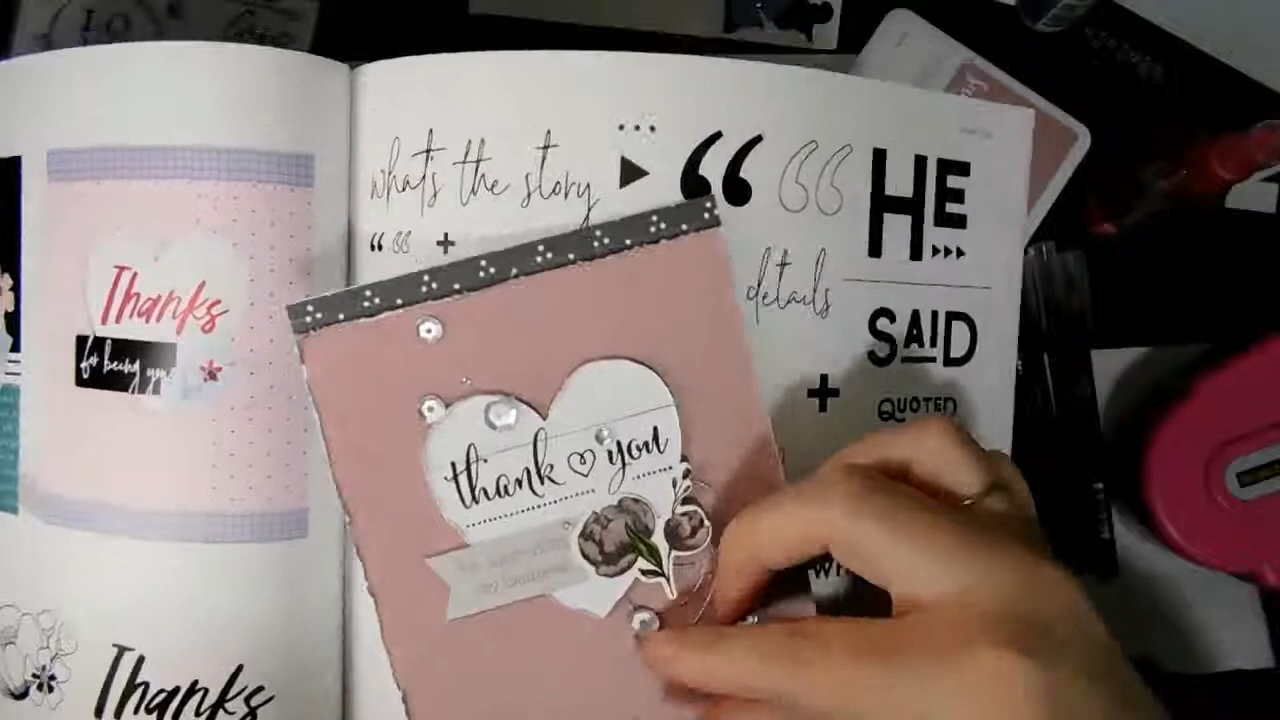 Thanks
for being you
Thanks
what's the story
“ “
“ “ +
details
HE
SAID
+
QUOTED
thank you